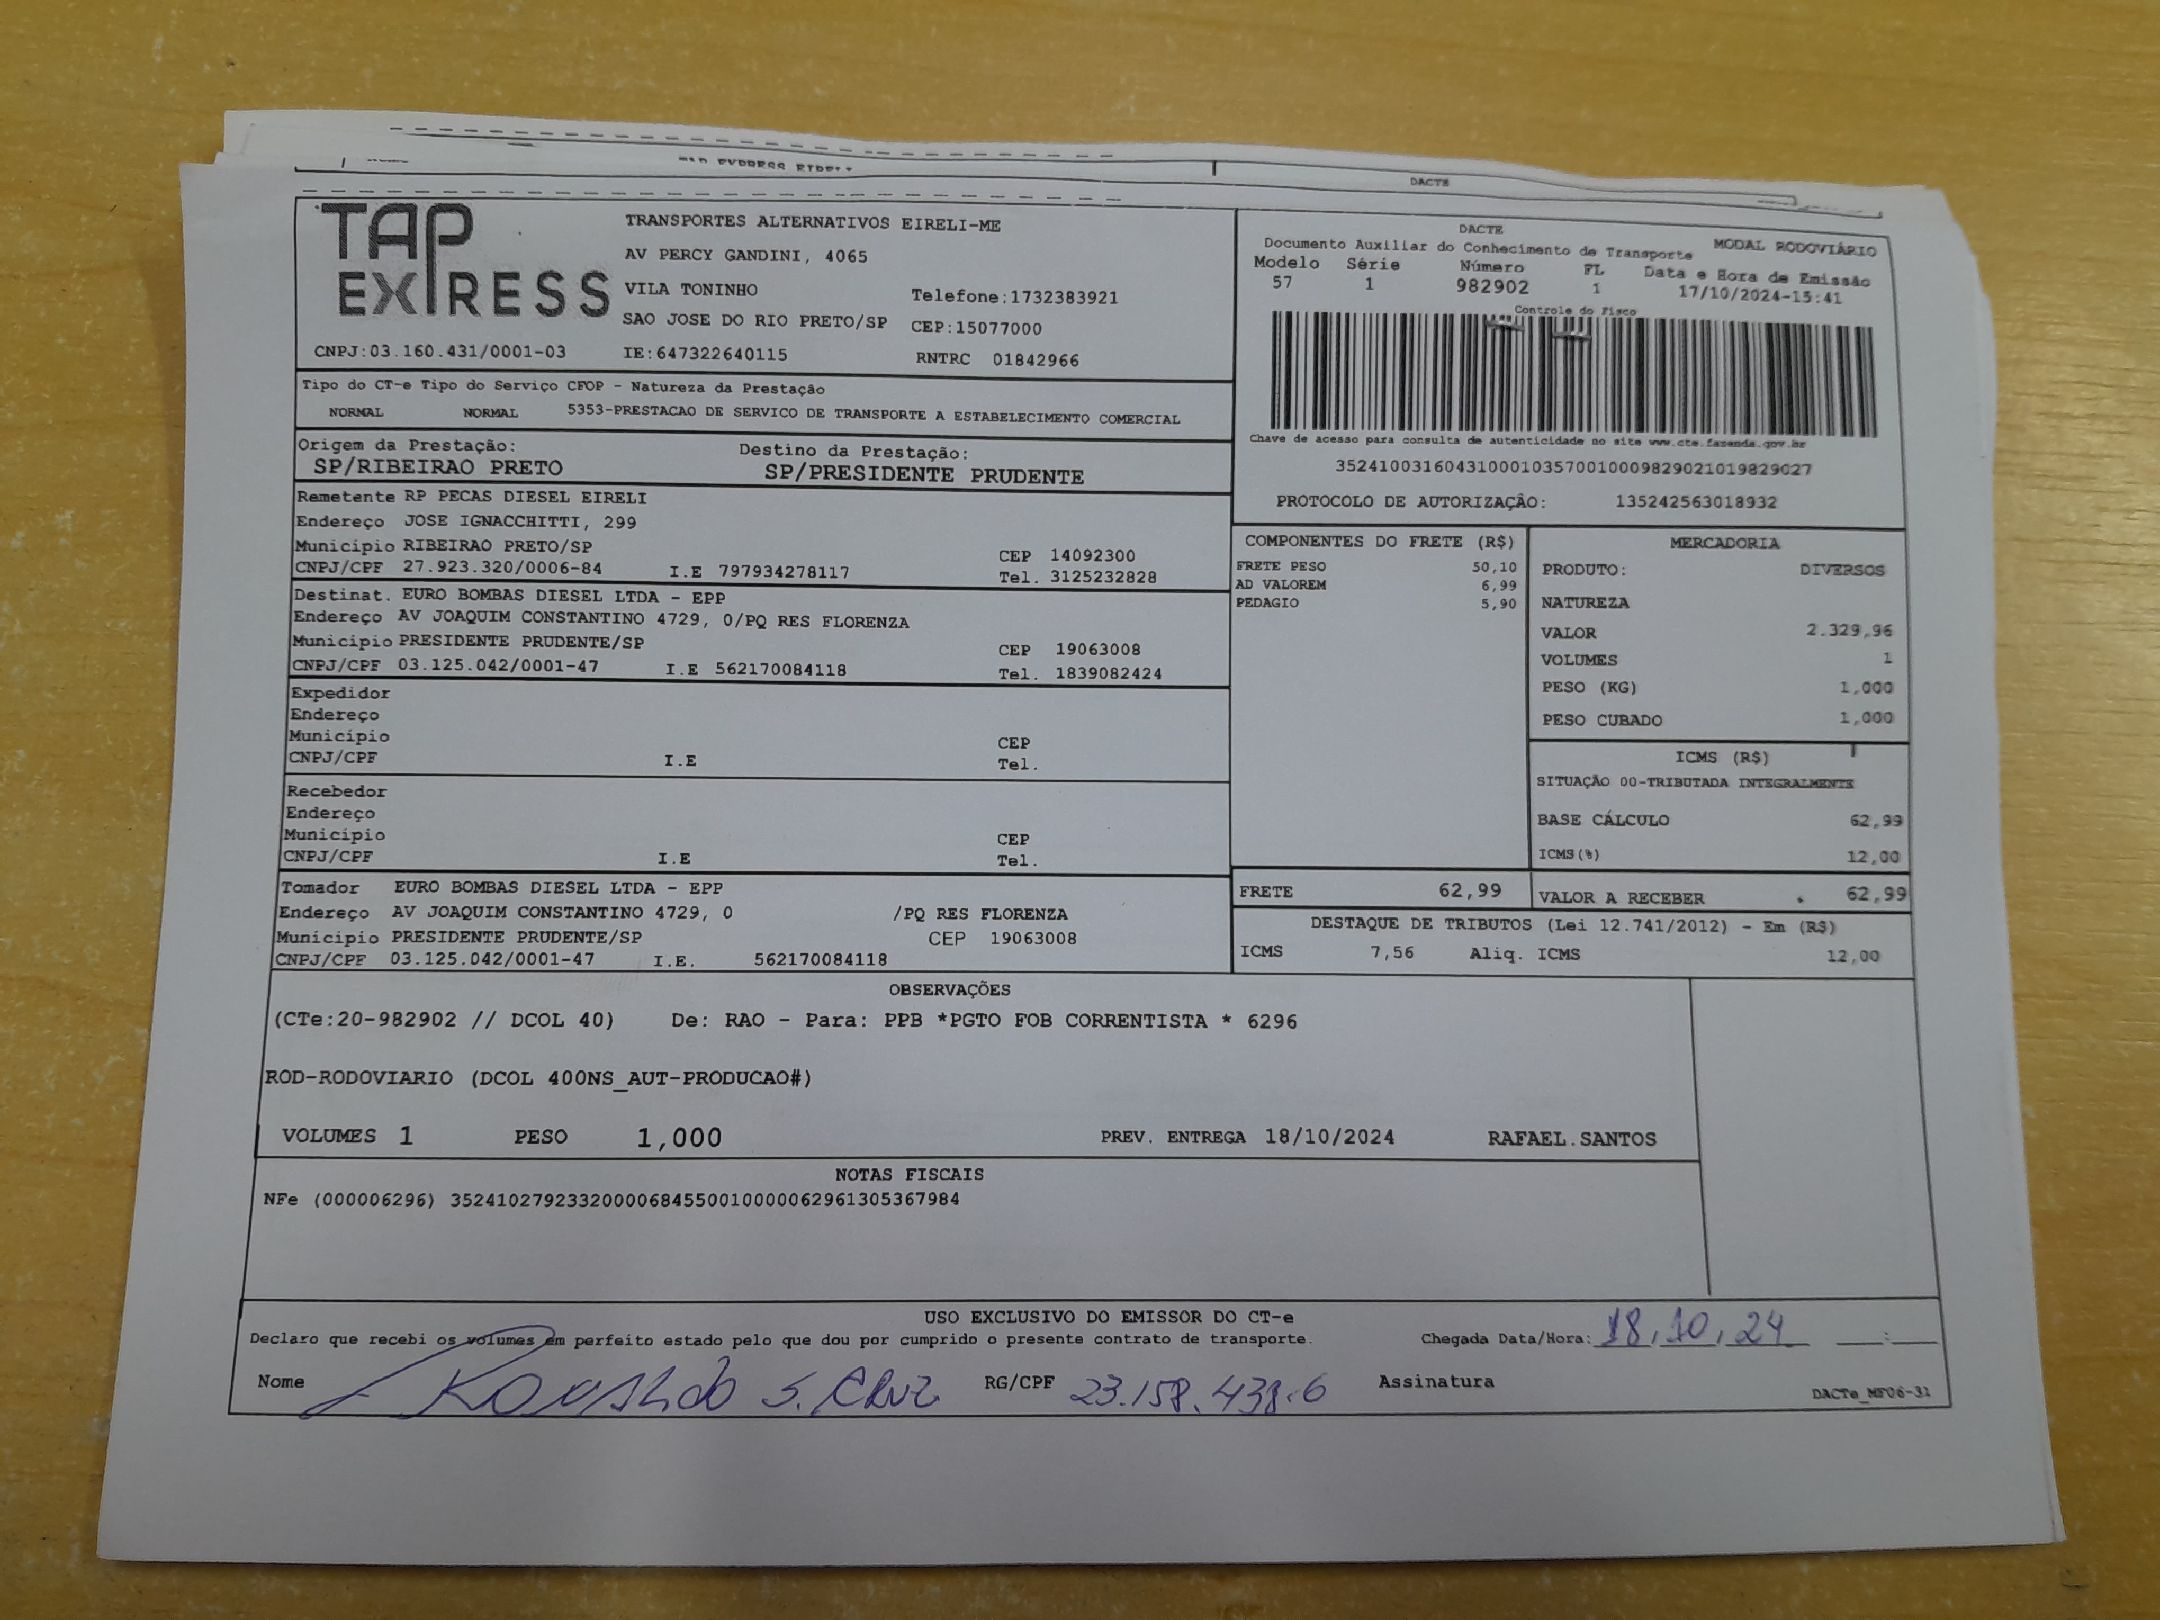 TAP EXPRESS EIRELI
DACTE
TAP EXPRESS
TRANSPORTES ALTERNATIVOS EIRELI-ME
AV PERCY GANDINI, 4065
VILA TONINHO Telefone:1732383921
SAO JOSE DO RIO PRETO/SP CEP:15077000
CNPJ:03.160.431/0001-03 IE:647322640115 RNTRC 01842966
DACTE
Documento Auxiliar do Conhecimento de Transporte MODAL RODOVIÁRIO
Modelo Série Número FL Data e Hora de Emissão
57 1 982902 1 17/10/2024-15:41
Controle do Fisco
Chave de acesso para consulta de autenticidade no site www.cte.fazenda.gov.br
35241003160431000103570010009829021019829027
PROTOCOLO DE AUTORIZAÇÃO: 135242563018932
Tipo do CT-e Tipo do Serviço CFOP - Natureza da Prestação
NORMAL NORMAL 5353-PRESTACAO DE SERVICO DE TRANSPORTE A ESTABELECIMENTO COMERCIAL
Origem da Prestação: Destino da Prestação:
SP/RIBEIRAO PRETO SP/PRESIDENTE PRUDENTE
Remetente RP PECAS DIESEL EIRELI
Endereço JOSE IGNACCHITTI, 299
Município RIBEIRAO PRETO/SP CEP 14092300
CNPJ/CPF 27.923.320/0006-84 I.E 797934278117 Tel. 3125232828
Destinat. EURO BOMBAS DIESEL LTDA - EPP
Endereço AV JOAQUIM CONSTANTINO 4729, 0/PQ RES FLORENZA
Município PRESIDENTE PRUDENTE/SP CEP 19063008
CNPJ/CPF 03.125.042/0001-47 I.E 562170084118 Tel. 1839082424
Expedidor
Endereço
Município CEP
CNPJ/CPF I.E Tel.
Recebedor
Endereço
Município CEP
CNPJ/CPF I.E Tel.
Tomador EURO BOMBAS DIESEL LTDA - EPP
Endereço AV JOAQUIM CONSTANTINO 4729, 0 /PQ RES FLORENZA
Município PRESIDENTE PRUDENTE/SP CEP 19063008
CNPJ/CPF 03.125.042/0001-47 I.E. 562170084118
COMPONENTES DO FRETE (R$)
FRETE PESO 50,10
AD VALOREM 6,99
PEDAGIO 5,90
MERCADORIA
PRODUTO: DIVERSOS
NATUREZA
VALOR 2.329,96
VOLUMES 1
PESO (KG) 1,000
PESO CUBADO 1,000
ICMS (R$)
SITUAÇÃO 00-TRIBUTADA INTEGRALMENTE
BASE CÁLCULO 62,99
ICMS(%) 12,00
FRETE 62,99 VALOR A RECEBER 62,99
DESTAQUE DE TRIBUTOS (Lei 12.741/2012) - Em (R$)
ICMS 7,56 Aliq. ICMS 12,00
OBSERVAÇÕES
(CTe:20-982902 // DCOL 40) De: RAO - Para: PPB *PGTO FOB CORRENTISTA * 6296
ROD-RODOVIARIO (DCOL 400NS_AUT-PRODUCAO#)
VOLUMES 1 PESO 1,000 PREV. ENTREGA 18/10/2024 RAFAEL.SANTOS
NOTAS FISCAIS
NFe (000006296) 35241027923320000684550010000062961305367984
USO EXCLUSIVO DO EMISSOR DO CT-e
Declaro que recebi os volumes em perfeito estado pelo que dou por cumprido o presente contrato de transporte. Chegada Data/Hora: 18.10.24 __:__
Nome Ronaldo S. Cruz RG/CPF 23.158.438-6 Assinatura
DACTe_MF06-31